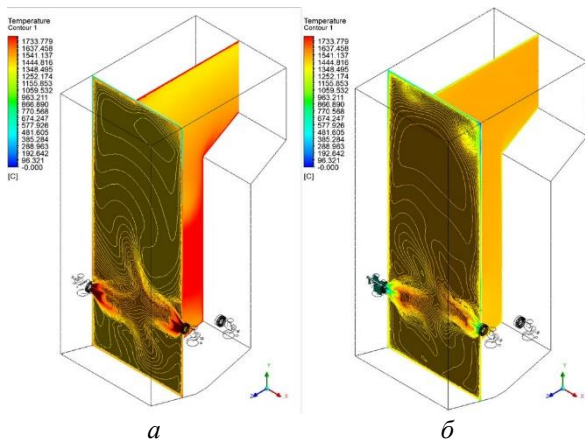 Temperature
Contour 1
1733.779
1637.458
1541.137
1444.816
1348.495
1252.174
1155.853
1059.532
963.211
866.890
770.568
674.247
577.926
481.605
385.284
288.963
192.642
96.321
-0.000
[C]
Y
Z
X
а
Temperature
Contour 1
1733.779
1637.458
1541.137
1444.816
1348.495
1252.174
1155.853
1059.532
963.211
866.890
770.568
674.247
577.926
481.605
385.284
288.963
192.642
96.321
-0.000
[C]
Y
Z
X
б